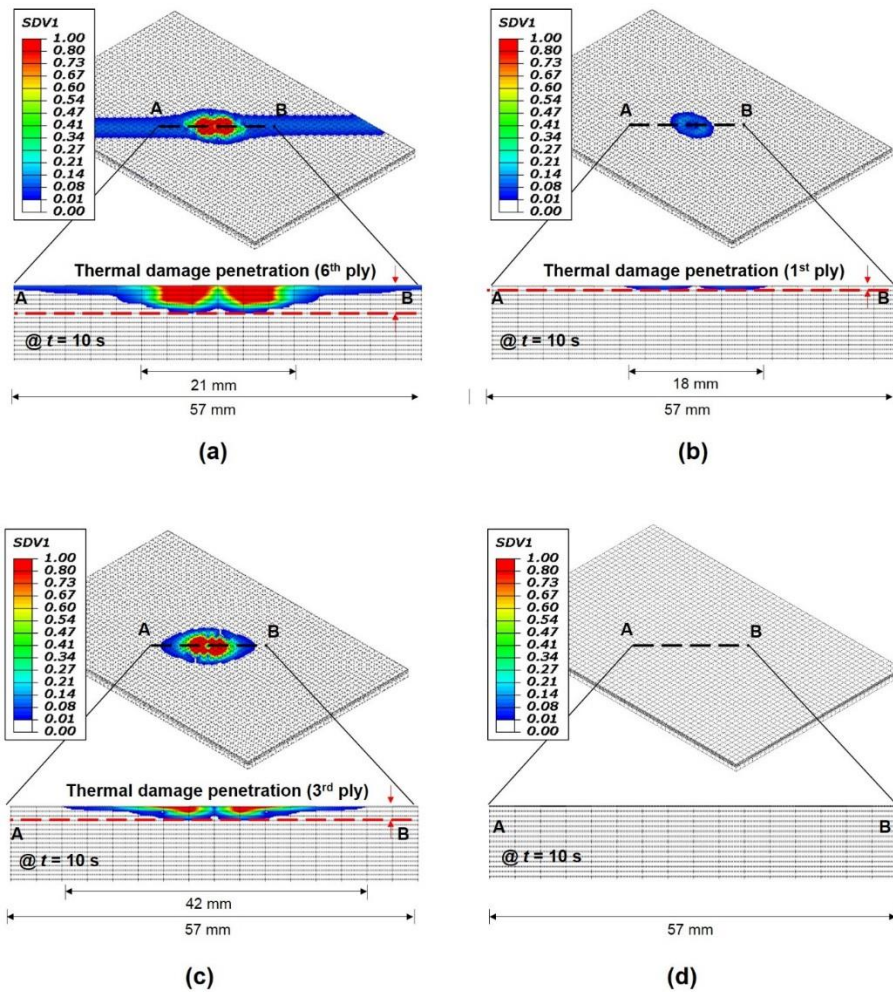 SDV1
1.00
0.80
0.73
0.67
0.60
0.54
0.47
0.41
0.34
0.27
0.21
0.14
0.08
0.01
0.00
A
B
Thermal damage penetration (6th ply)
A
B
@ t = 10 s
21 mm
57 mm
(a)
SDV1
1.00
0.80
0.73
0.67
0.60
0.54
0.47
0.41
0.34
0.27
0.21
0.14
0.08
0.01
0.00
A
B
Thermal damage penetration (1st ply)
A
B
@ t = 10 s
18 mm
57 mm
(b)
SDV1
1.00
0.80
0.73
0.67
0.60
0.54
0.47
0.41
0.34
0.27
0.21
0.14
0.08
0.01
0.00
A
B
Thermal damage penetration (3rd ply)
A
B
@ t = 10 s
42 mm
57 mm
(c)
SDV1
1.00
0.80
0.73
0.67
0.60
0.54
0.47
0.41
0.34
0.27
0.21
0.14
0.08
0.01
0.00
A
B
A
B
@ t = 10 s
57 mm
(d)